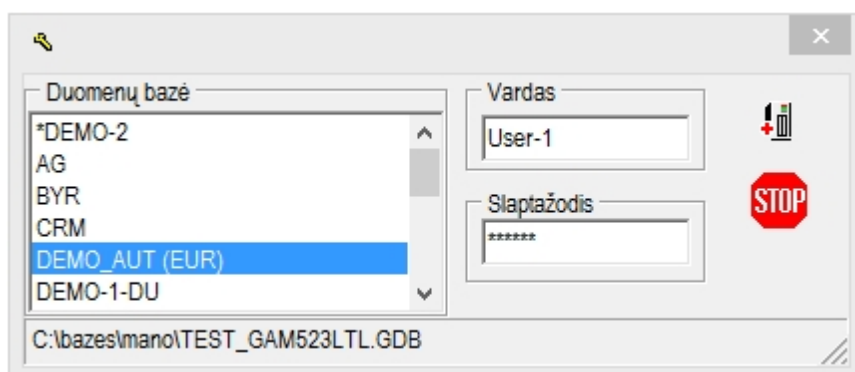 Duomenų bazė
*DEMO-2
AG
BYR
CRM
DEMO_AUT (EUR)
DEMO-1-DU
Vardas
User-1
Slaptažodis
******
STOP
C:\bazes\mano\TEST_GAM523LTL.GDB